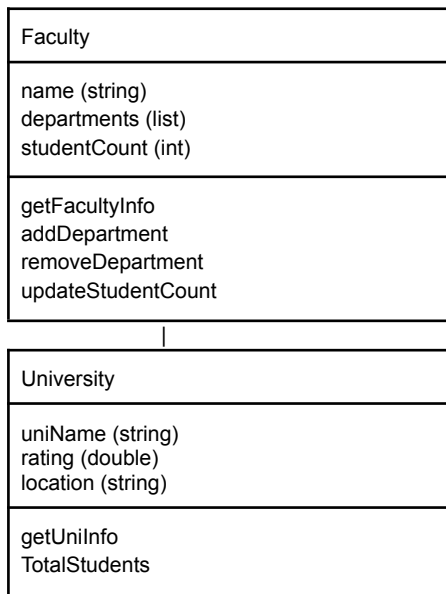 Faculty
name (string)
departments (list)
studentCount (int)
getFacultyInfo
addDepartment
removeDepartment
updateStudentCount
|
University
uniName (string)
rating (double)
location (string)
getUniInfo
TotalStudents